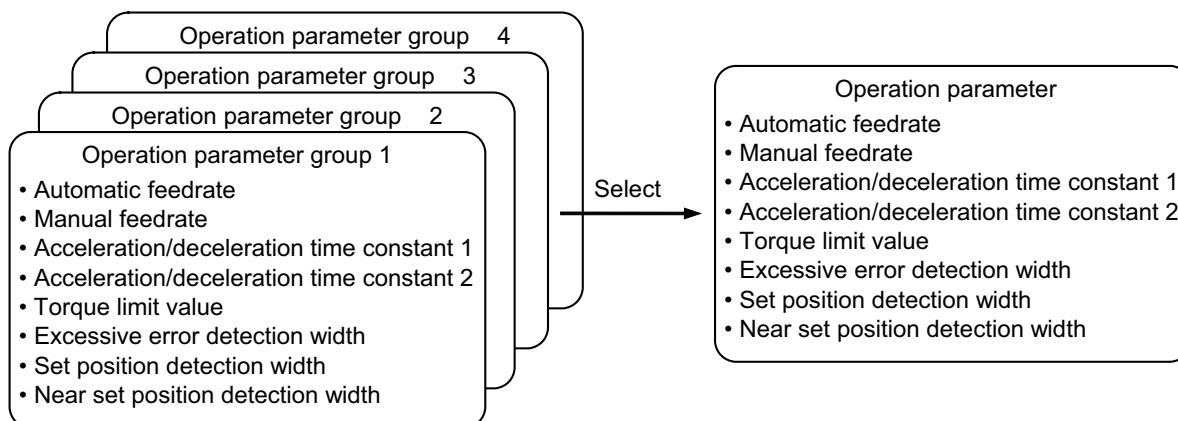 Operation parameter group 4
Operation parameter group 3
Operation parameter group 2
Operation parameter group 1
• Automatic feedrate
• Manual feedrate
• Acceleration/deceleration time constant 1
• Acceleration/deceleration time constant 2
• Torque limit value
• Excessive error detection width
• Set position detection width
• Near set position detection width
Select
Operation parameter
• Automatic feedrate
• Manual feedrate
• Acceleration/deceleration time constant 1
• Acceleration/deceleration time constant 2
• Torque limit value
• Excessive error detection width
• Set position detection width
• Near set position detection width